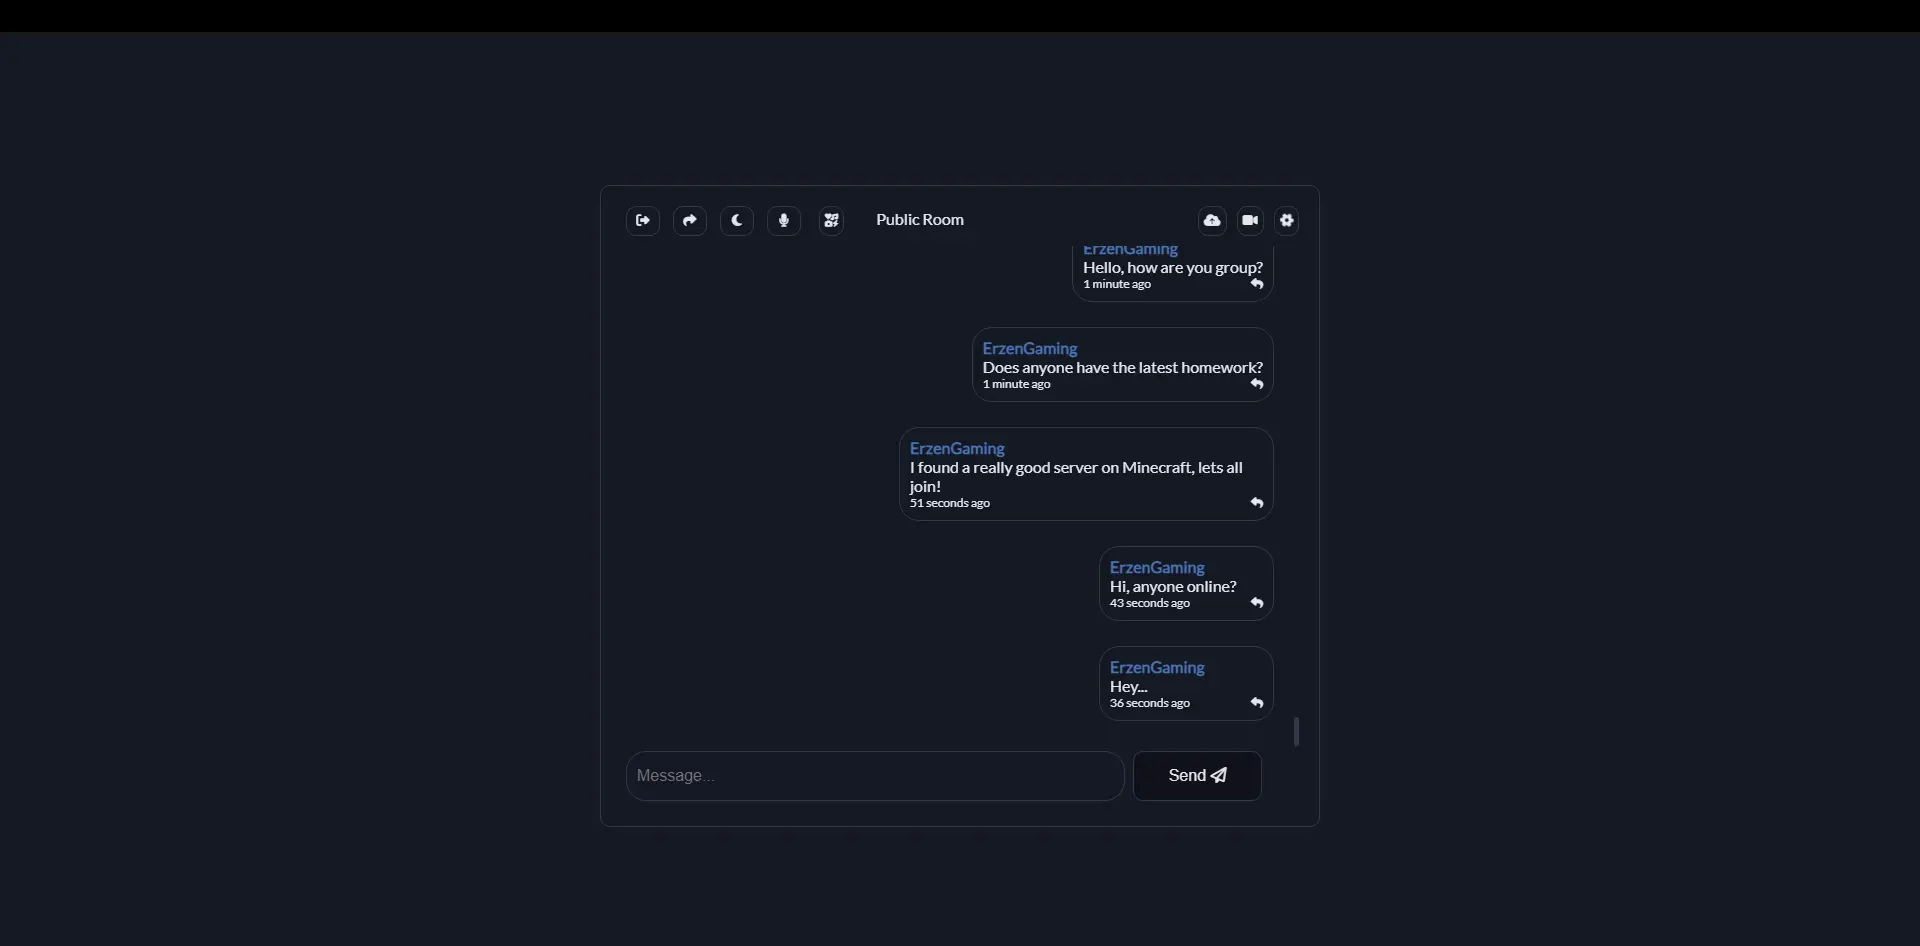 Public Room
ErzenGaming
Hello, how are you group?
1 minute ago
ErzenGaming
Does anyone have the latest homework?
1 minute ago
ErzenGaming
I found a really good server on Minecraft, lets all
join!
51 seconds ago
ErzenGaming
Hi, anyone online?
43 seconds ago
ErzenGaming
Hey...
36 seconds ago
Message...
Send